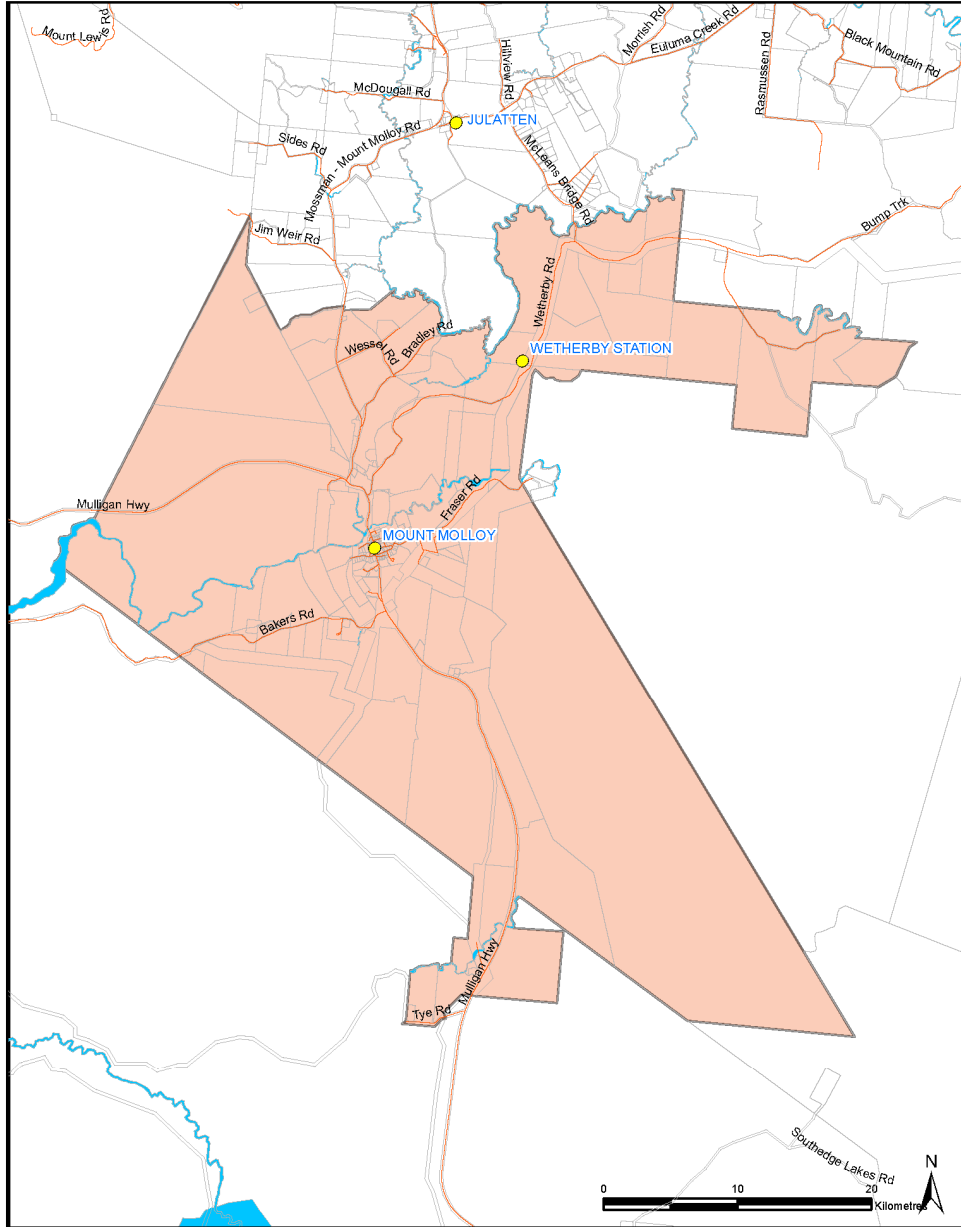 Mount Lewis Rd
Hillview Rd
Morrish Rd
Euluma Creek Rd
Rasmussen Rd
Black Mountain Rd
McDougall Rd
JULATTEN
Sides Rd
Mossman - Mount Molloy Rd
McLeans Bridge Rd
Jim Weir Rd
Bump Trk
Wetherby Rd
Wessel Rd
Bradley Rd
WETHERBY STATION
Mulligan Hwy
Fraser Rd
MOUNT MOLLOY
Bakers Rd
Mulligan Hwy
Tye Rd
Southedge Lakes Rd
N
0 10 20
Kilometres